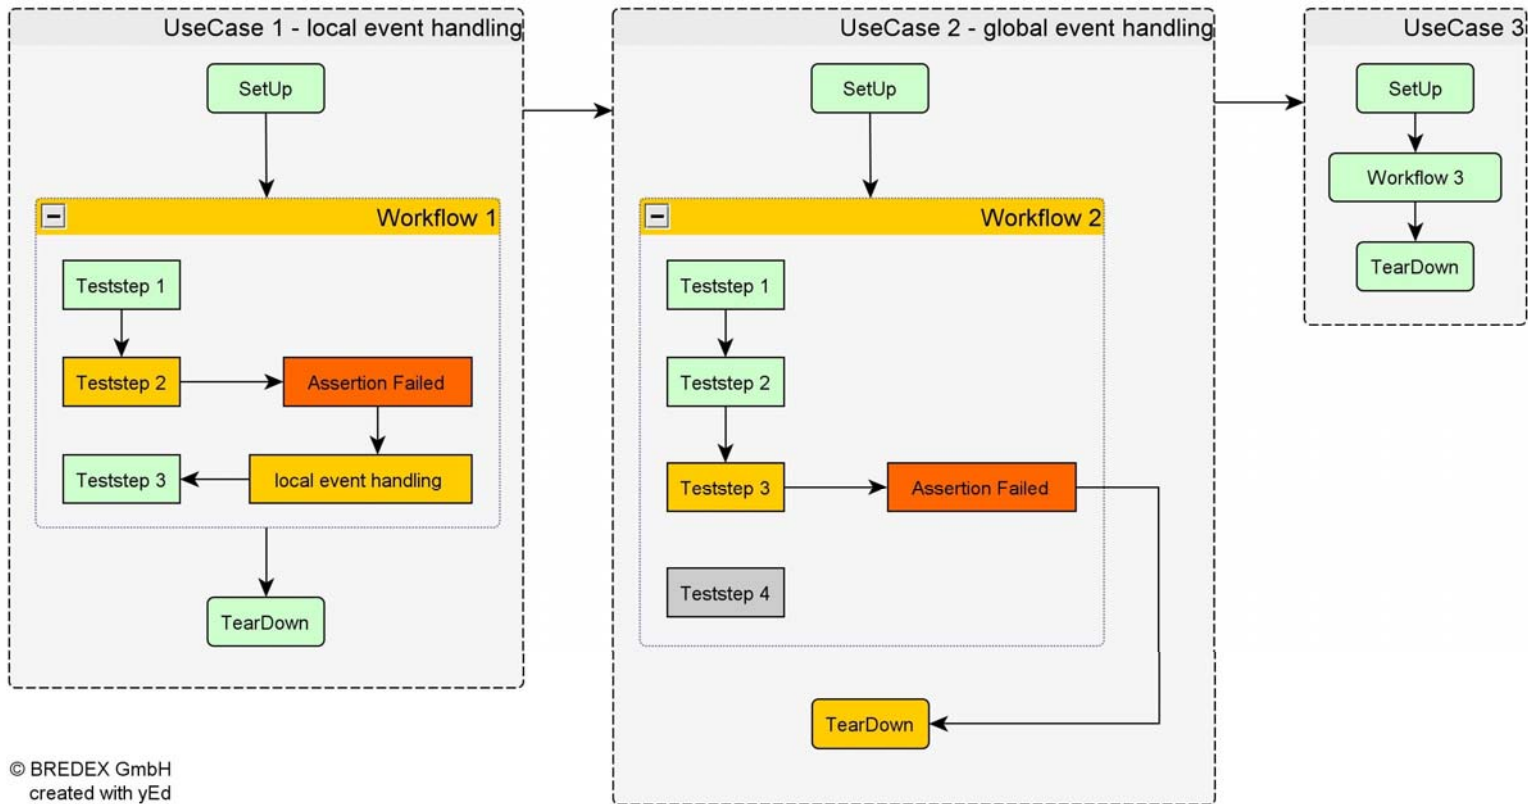 UseCase 1 - local event handling
SetUp
Workflow 1
Teststep 1
Teststep 2
Assertion Failed
Teststep 3
local event handling
TearDown
UseCase 2 - global event handling
SetUp
Workflow 2
Teststep 1
Teststep 2
Teststep 3
Assertion Failed
Teststep 4
TearDown
UseCase 3
SetUp
Workflow 3
TearDown
© BREDEX GmbH
created with yEd